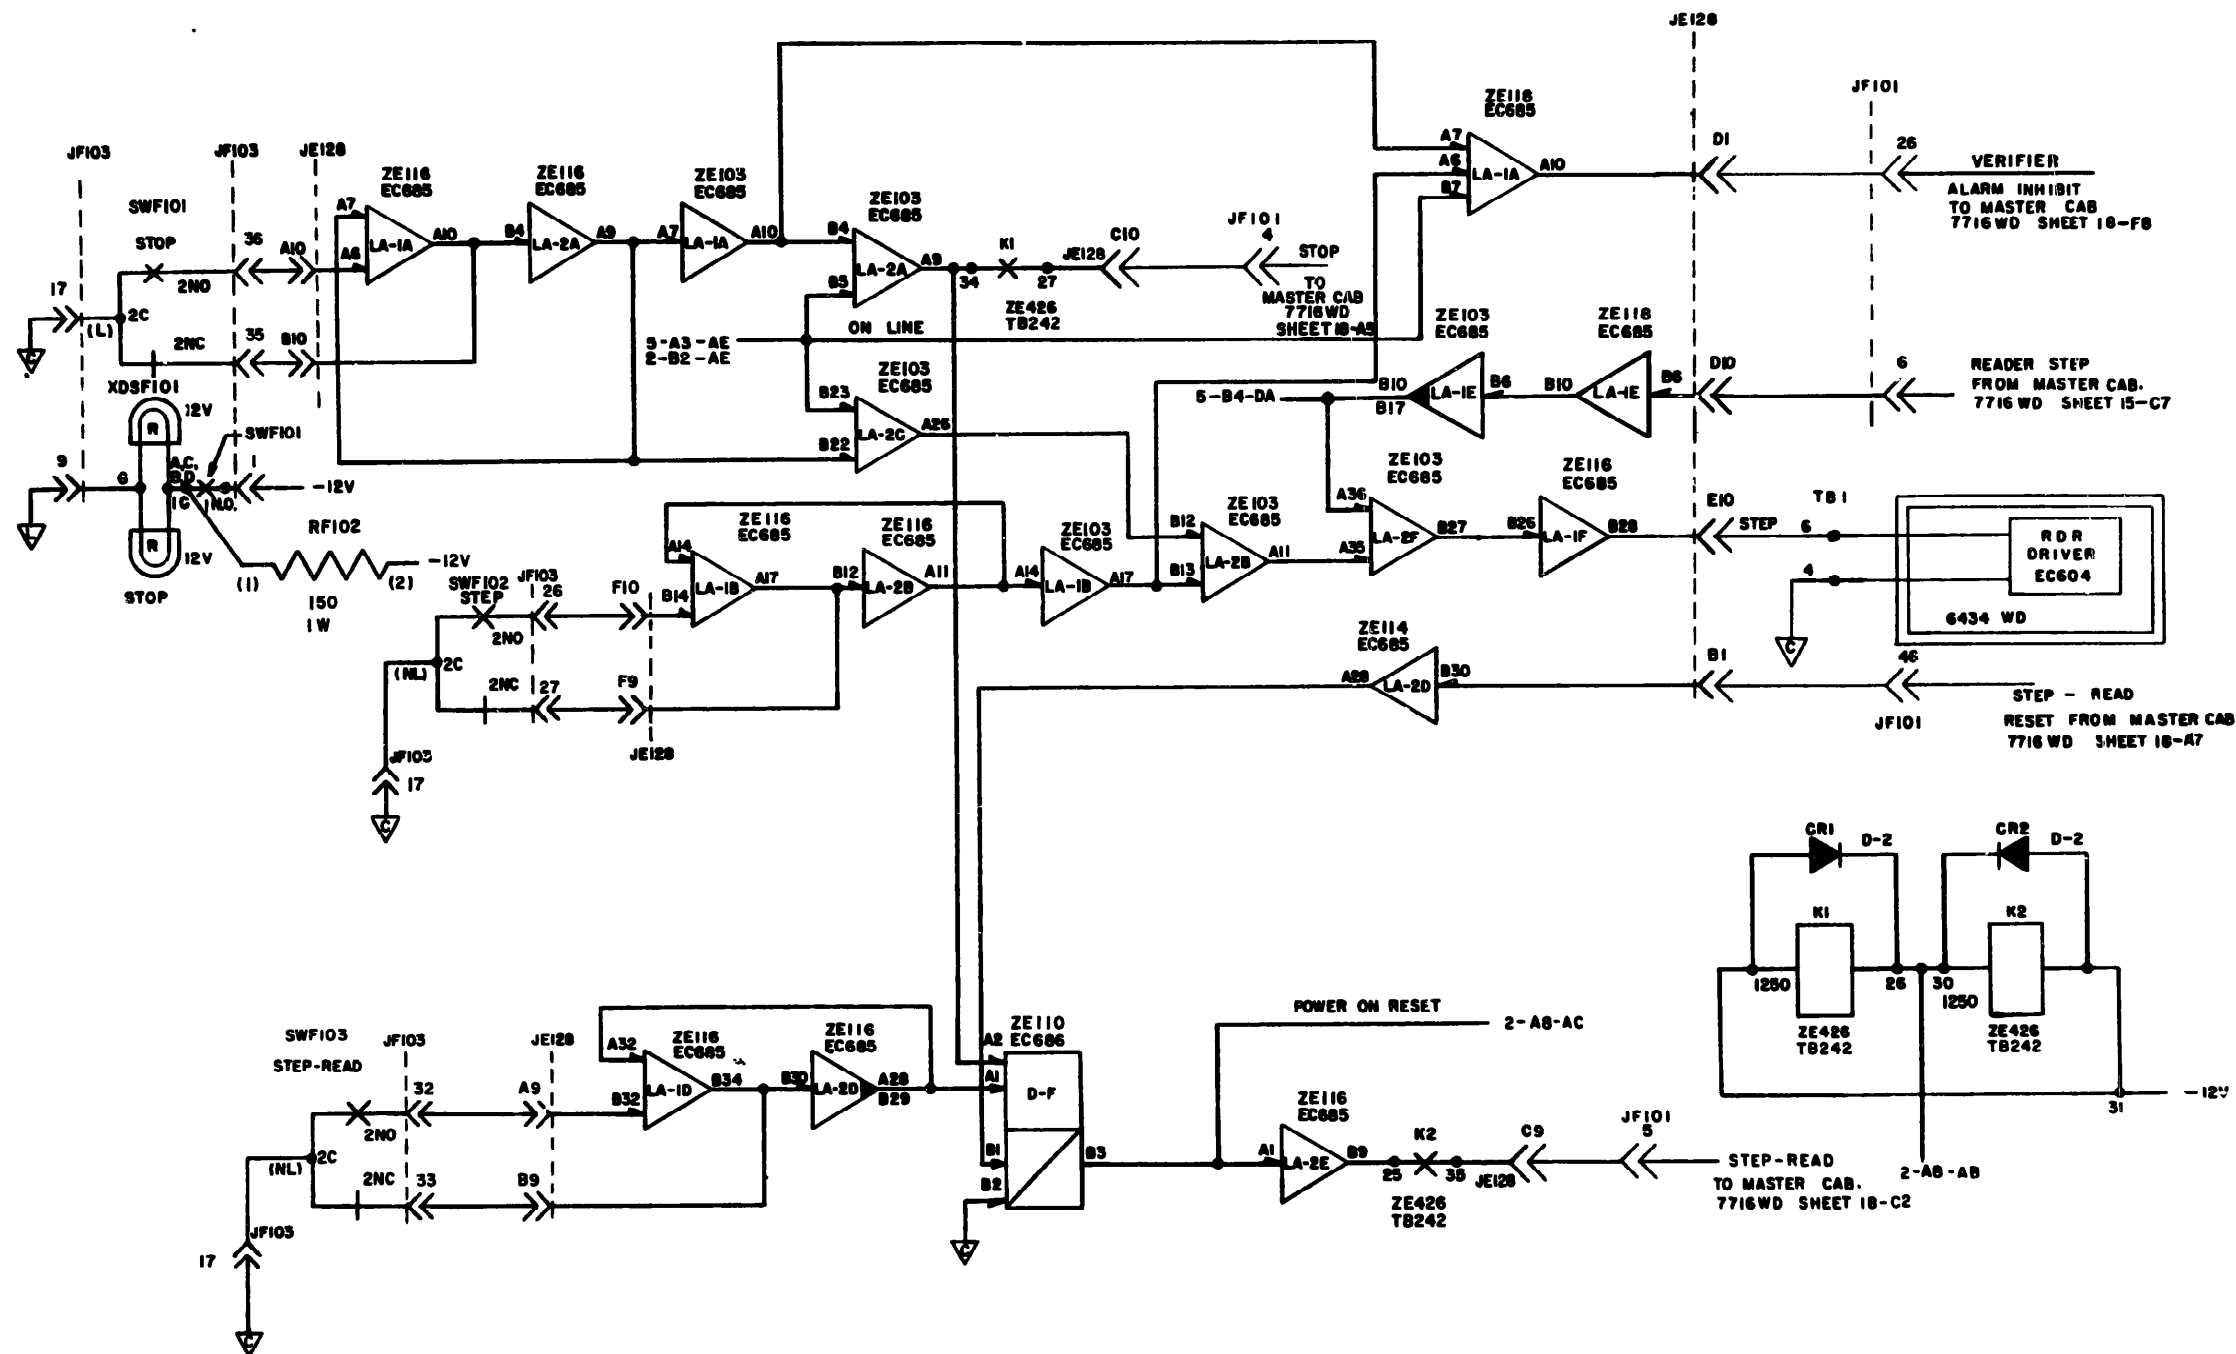 JE128
JF101
ZE118
EC685
A7
A6
B7
LA-1A
A10
D1
26
VERIFIER
ALARM INHIBIT
TO MASTER CAB
7716WD SHEET 18-F8
JF103
JF103
JE128
SWF101
STOP
36
A10
2NO
17
(L)
2C
35
B10
2NC
C
ZE116
EC685
A7
A6
LA-1A
A10
ZE116
EC685
B4
LA-2A
A9
ZE103
EC685
A7
LA-1A
A10
ZE103
EC685
B4
B5
LA-2A
A9
34
K1
27
ZE426
TB242
JE128
C10
JF101
4
STOP
TO
MASTER CAB
7716WD
SHEET 18-A5
ON LINE
5-A3-AE
2-B2-AE
ZE103
EC685
B23
B22
LA-2C
A26
ZE103
EC685
B10
B17
LA-1E
B6
5-B4-DA
ZE118
EC685
B10
LA-1E
B6
D10
6
READER STEP
FROM MASTER CAB.
7716 WD SHEET 15-C7
XDSF101
12V
R
SWF101
A.C.
B.D.
9
6
1C
1N.O.
1
-12V
L
R
12V
STOP
RF102
(1)
(2)
-12V
150
1W
SWF102
STEP
2NO
JF103
26
F10
2C
(NL)
2NC
27
F9
JE128
JF103
17
C
ZE116
EC685
A14
B14
LA-1B
A17
ZE116
EC685
B12
LA-2B
A11
ZE103
EC685
A14
LA-1B
A17
ZE103
EC685
B12
B13
LA-2B
A11
ZE103
EC685
A36
A35
LA-2F
B27
ZE116
EC685
B26
LA-1F
B28
E10
STEP
TB1
6
4
C
RDR
DRIVER
EC604
6434 WD
ZE114
EC685
A28
LA-2D
B30
B1
46
JF101
STEP - READ
RESET FROM MASTER CAB
7716 WD SHEET 18-A7
CR1
D-2
CR2
D-2
K1
K2
1250
26
30
1250
ZE426
TB242
ZE426
TB242
-12V
31
2-A8-AB
SWF103
STEP-READ
JF103
32
2NO
A9
JE128
(NL)
2C
2NC
33
B9
JF103
17
C
ZE116
EC685
A32
B32
LA-1D
B34
ZE116
EC685
B30
LA-2D
A28
B29
ZE110
EC686
A2
A1
D-F
B1
B2
B3
C
POWER ON RESET
2-A8-AC
ZE116
EC685
A1
LA-2E
B9
25
K2
35
ZE426
TB242
JE128
C9
JF101
5
STEP-READ
TO MASTER CAB.
7716WD SHEET 18-C2